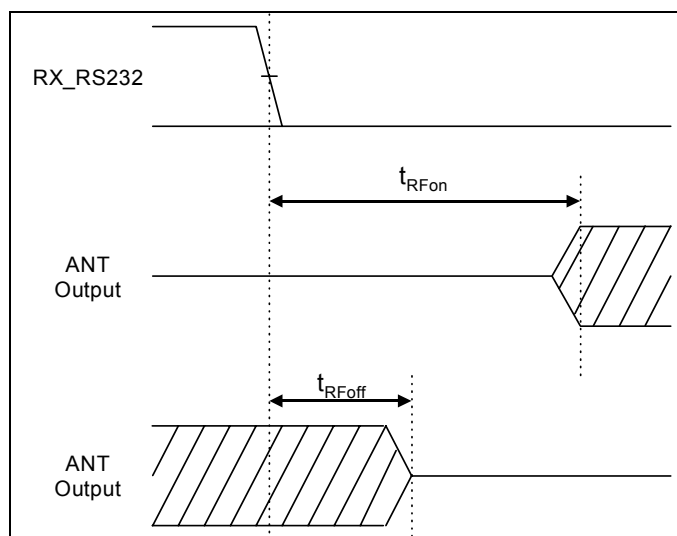 RX_RS232
tRFon
ANT
Output
tRFoff
ANT
Output